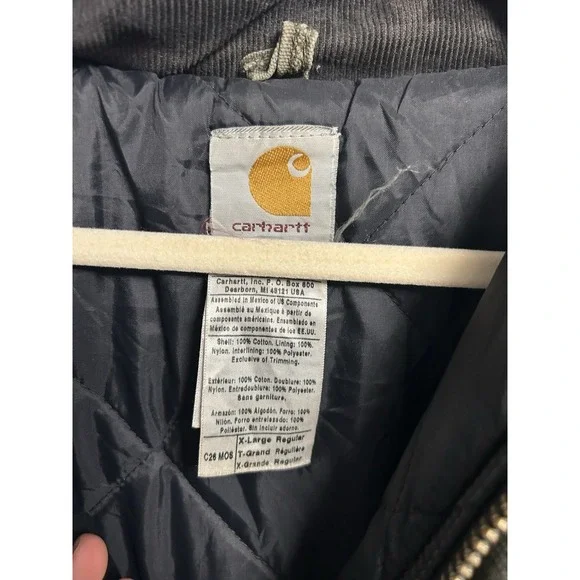 carhartt
Carhartt, Inc. P. O. Box 600
Dearborn, MI 48121 USA
Assembled in Mexico of US Components
Assemblé au Mexique à partir de
composants américains. Ensamblado en
México de componentes de los EE.UU.
Shell: 100% Cotton. Lining: 100%
Nylon. Interlining: 100% Polyester.
Exclusive of Trimming.
Extérieur: 100% Coton. Doublure: 100%
Nylon. Entredoublure: 100% Polyester.
Sans garniture.
Armazón: 100% Algodón. Forro: 100%
Nilón. Forro entrelazado: 100%
Poliéster. Sin incluir adorno.
C26 MOS
X-Large Regular
T-Grand Régulière
X-Grande Regular